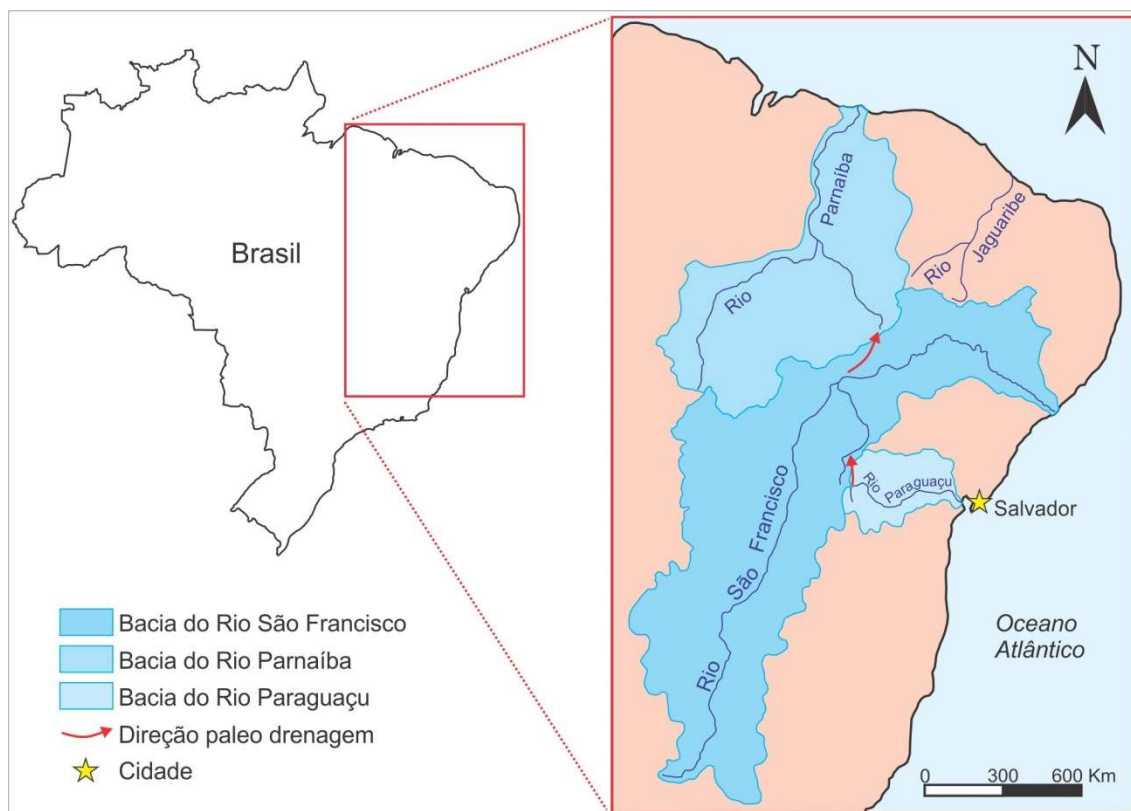 Brasil
Bacia do Rio São Francisco
Bacia do Rio Parnaíba
Bacia do Rio Paraguaçu
Direção paleo drenagem
Cidade
N
Rio Parnaíba
Rio Jaguaribe
Rio São Francisco
Rio Paraguaçu
Salvador
Oceano
Atlântico
0 300 600 Km